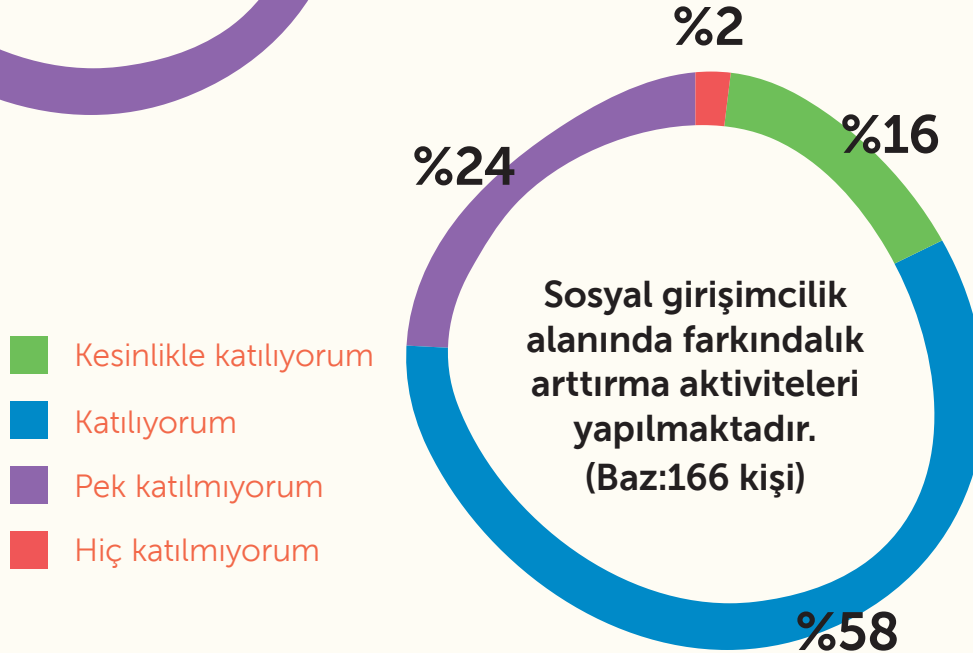 %2
%16
%24
Sosyal girişimcilik
alanında farkındalık
arttırma aktiviteleri
yapılmaktadır.
(Baz:166 kişi)
Kesinlikle katılıyorum
Katılıyorum
Pek katılmıyorum
Hiç katılmıyorum
%58